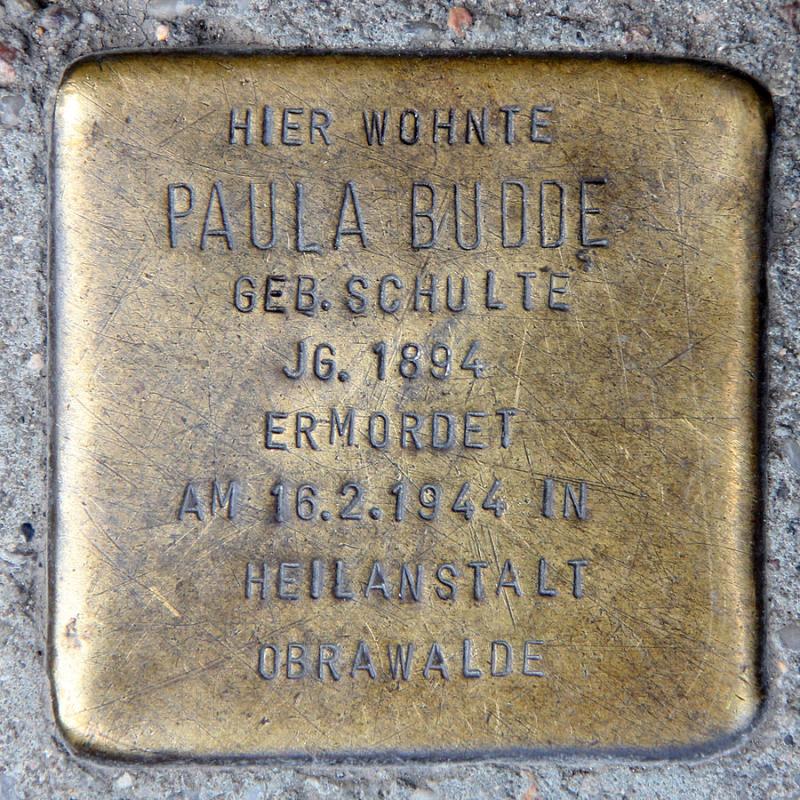 HIER WOHNTE
PAULA BUDDE
GEB. SCHULTE
JG. 1894
ERMORDET
AM 16.2.1944 IN
HEILANSTALT
OBRAWALDE